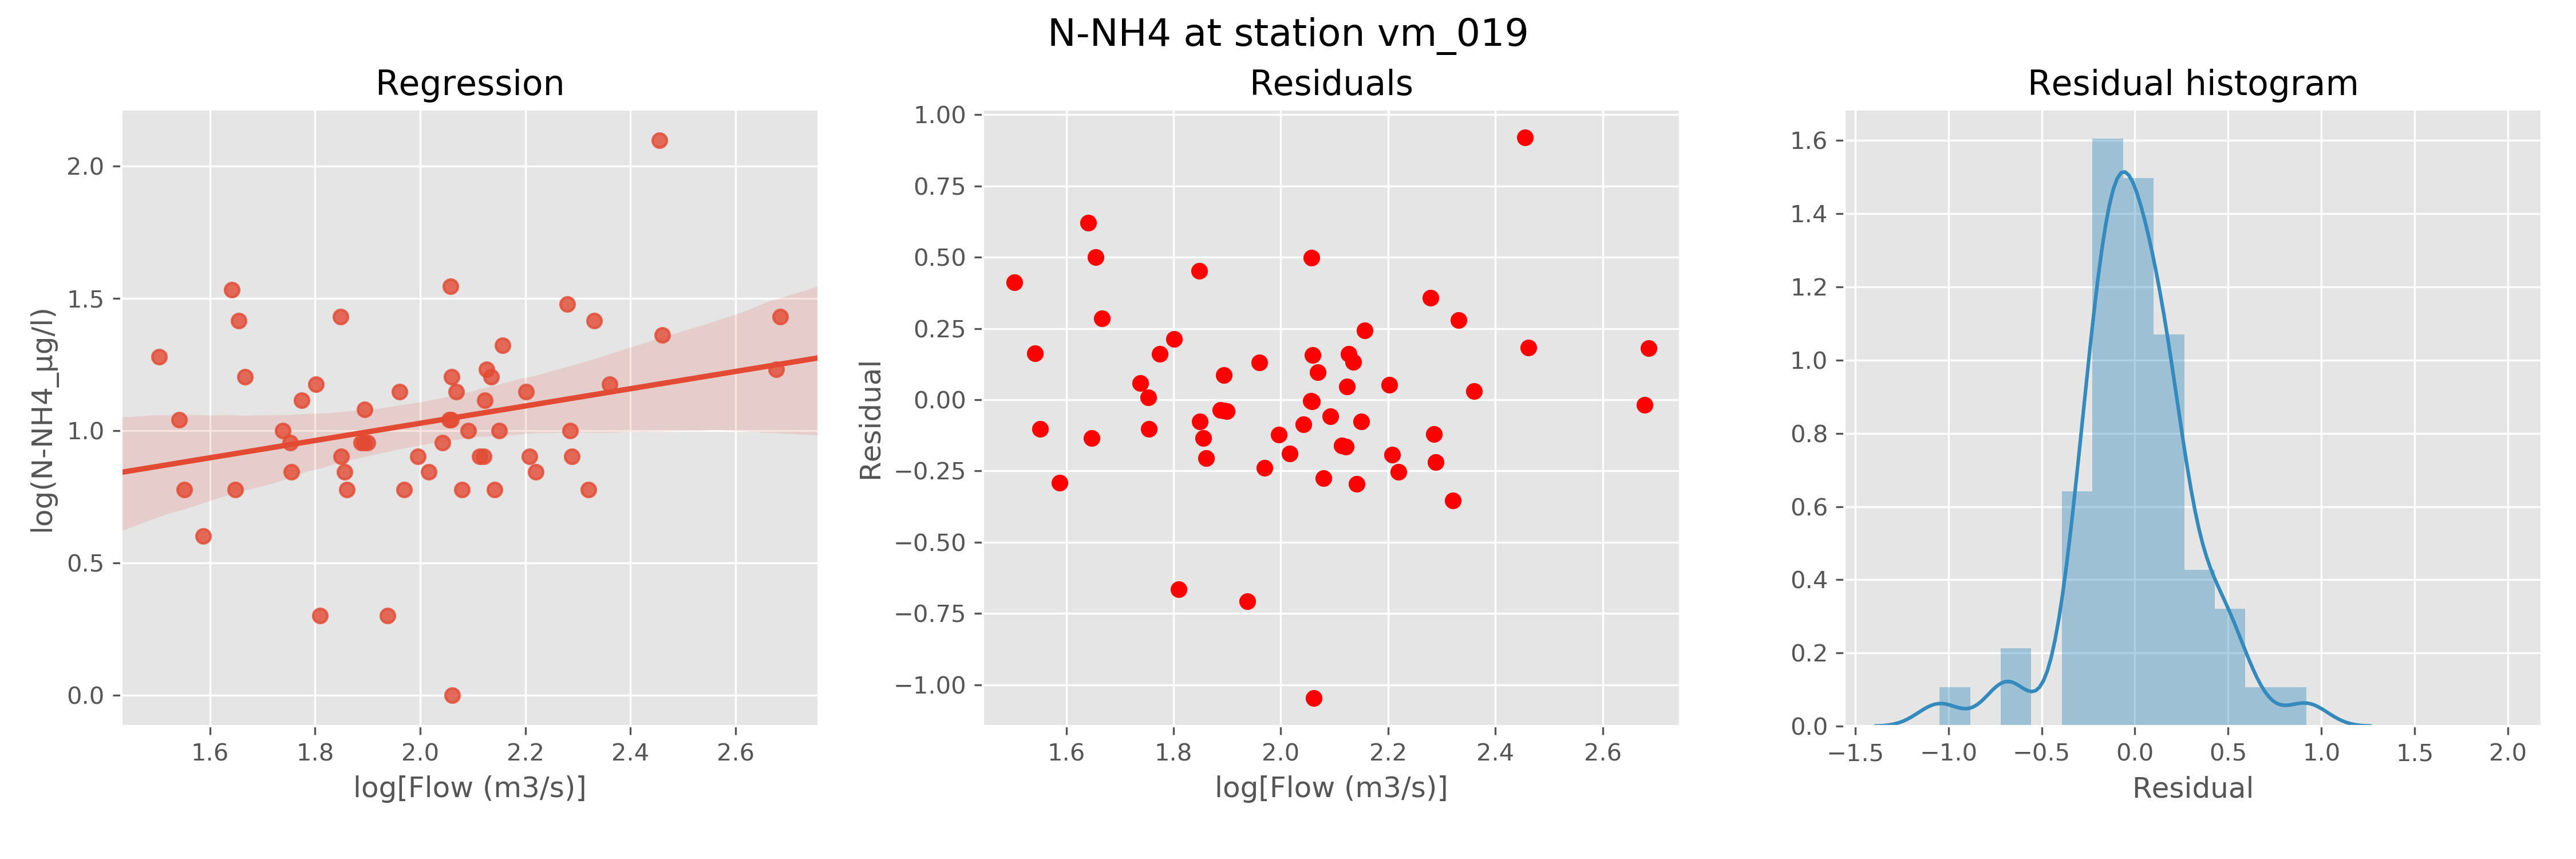 N-NH4 at station vm_019
Regression
2.0
1.5
1.0
0.5
0.0
log(N-NH4_µg/l)
1.6 1.8 2.0 2.2 2.4 2.6
log[Flow (m3/s)]
Residuals
1.00
0.75
0.50
0.25
0.00
−0.25
−0.50
−0.75
−1.00
Residual
1.6 1.8 2.0 2.2 2.4 2.6
log[Flow (m3/s)]
Residual histogram
1.6
1.4
1.2
1.0
0.8
0.6
0.4
0.2
0.0
−1.5 −1.0 −0.5 0.0 0.5 1.0 1.5 2.0
Residual